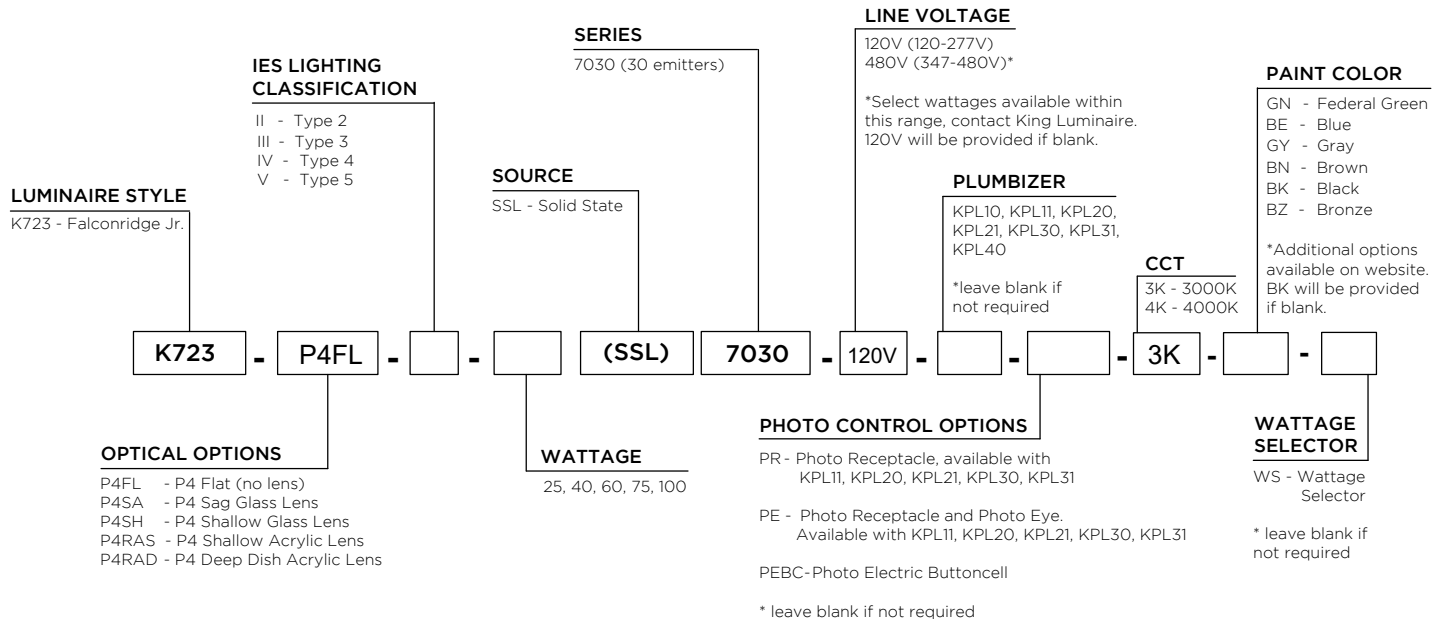 LUMINAIRE STYLE
K723 - Falconridge Jr.
IES LIGHTING
CLASSIFICATION
II - Type 2
III - Type 3
IV - Type 4
V - Type 5
SOURCE
SSL - Solid State
SERIES
7030 (30 emitters)
LINE VOLTAGE
120V (120-277V)
480V (347-480V)*
*Select wattages available within
this range, contact King Luminaire.
120V will be provided if blank.
PLUMBIZER
KPL10, KPL11, KPL20,
KPL21, KPL30, KPL31,
KPL40
*leave blank if
not required
CCT
3K - 3000K
4K - 4000K
PAINT COLOR
GN - Federal Green
BE - Blue
GY - Gray
BN - Brown
BK - Black
BZ - Bronze
*Additional options
available on website.
BK will be provided
if blank.
K723 - P4FL - - (SSL) 7030 - 120V - - - 3K - -
OPTICAL OPTIONS
P4FL - P4 Flat (no lens)
P4SA - P4 Sag Glass Lens
P4SH - P4 Shallow Glass Lens
P4RAS - P4 Shallow Acrylic Lens
P4RAD - P4 Deep Dish Acrylic Lens
WATTAGE
25, 40, 60, 75, 100
PHOTO CONTROL OPTIONS
PR - Photo Receptacle, available with
KPL11, KPL20, KPL21, KPL30, KPL31
PE - Photo Receptacle and Photo Eye.
Available with KPL11, KPL20, KPL21, KPL30, KPL31
PEBC-Photo Electric Buttoncell
* leave blank if not required
WATTAGE
SELECTOR
WS - Wattage
Selector
* leave blank if
not required